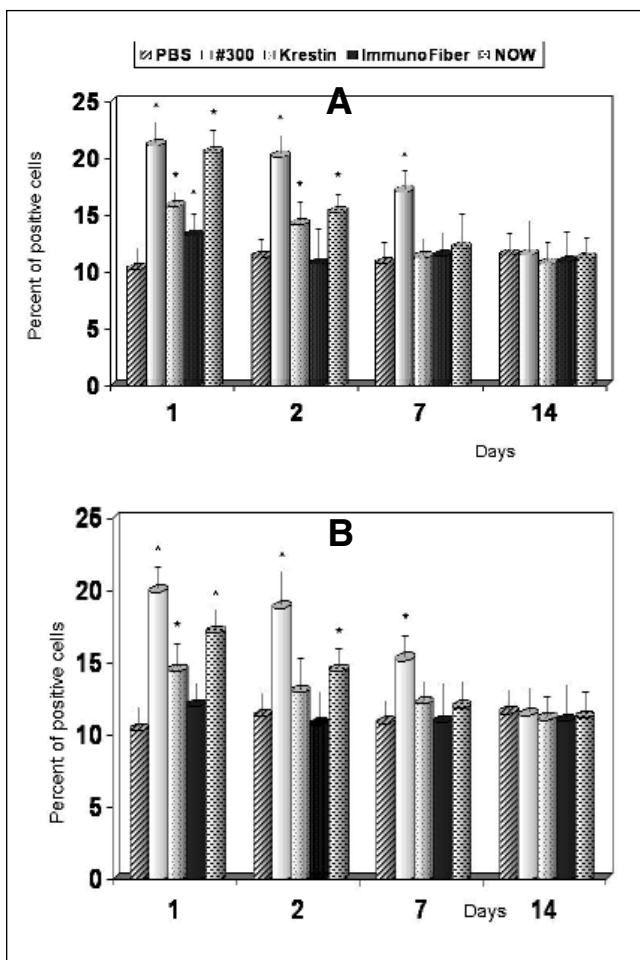 PBS #300 Krestin ImmunoFiber NOW
A
25
20
15
10
5
0
Percent of positive cells
* * * * *
* * *
*
1 2 7 14
Days
B
25
20
15
10
5
0
Percent of positive cells
* * *
* *
*
1 2 7 Days 14